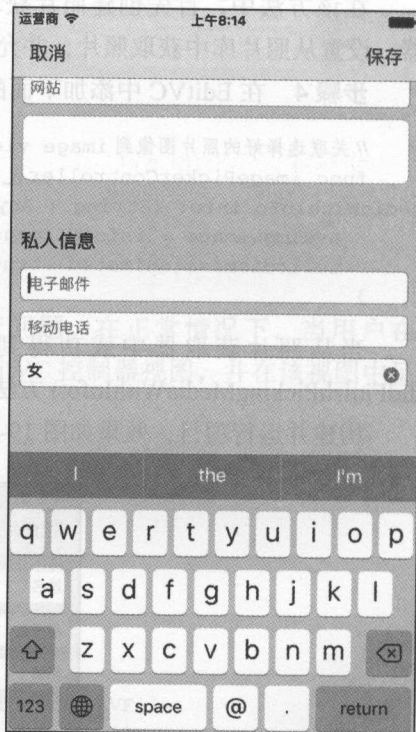 运营商 上午8:14
取消 保存
网站
私人信息
电子邮件
移动电话
女
I the I'm
q w e r t y u i o p
a s d f g h j k l
z x c v b n m
123 space @ . return